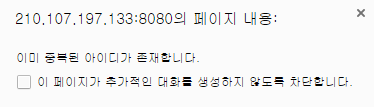 210.107.197.133:8080의 페이지 내용:
이미 중복된 아이디가 존재합니다.
이 페이지가 추가적인 대화를 생성하지 않도록 차단합니다.